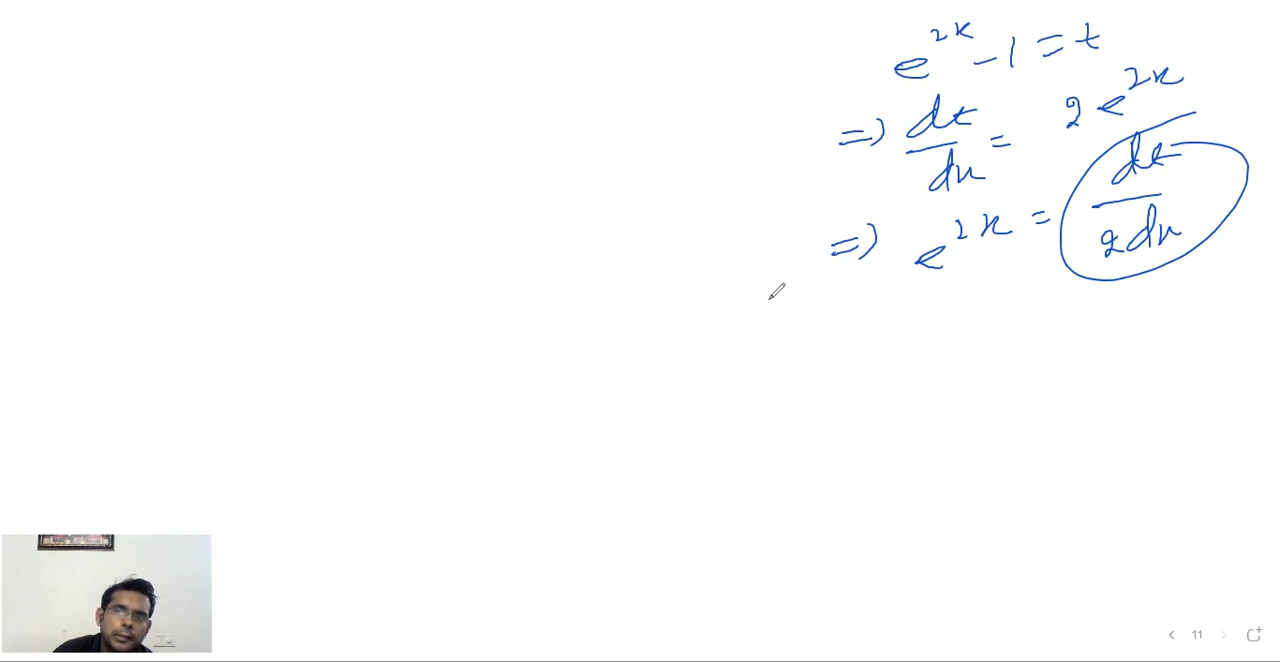 e^{2x} - 1 = t
=> dt/dx = 2e^{2x}
=> e^{2x} = dt/2dx
< 11 >